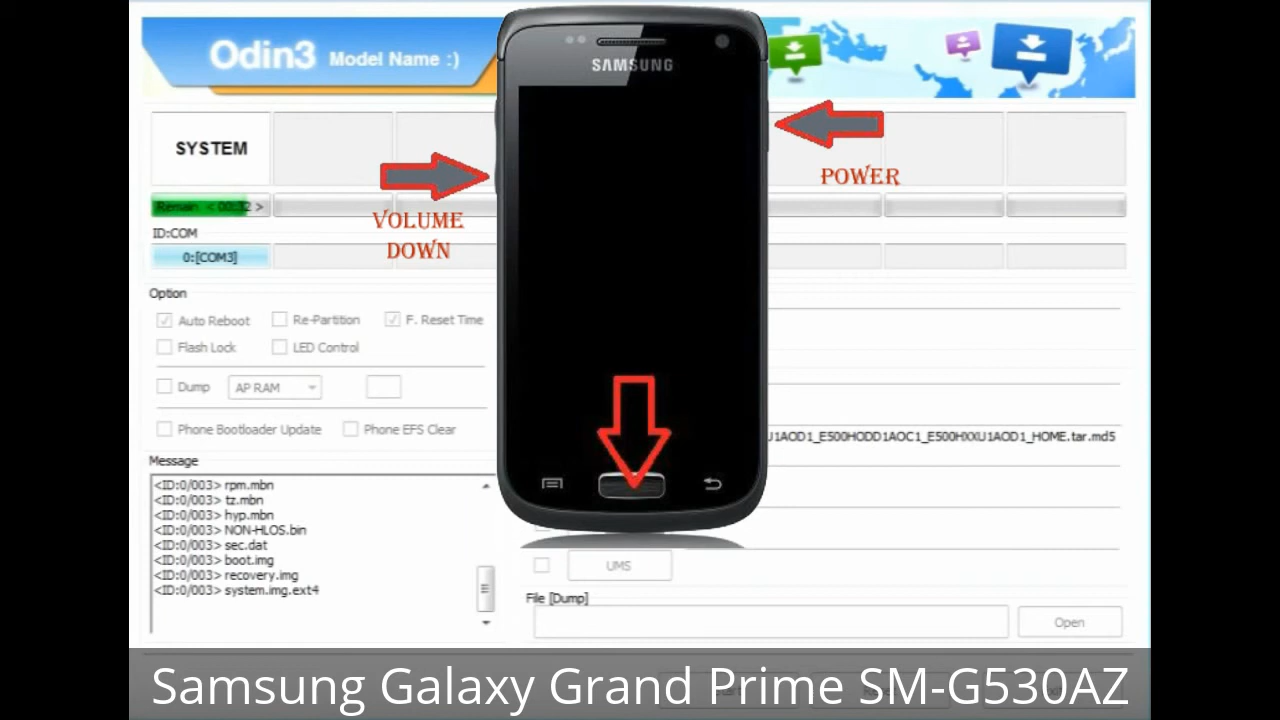 Odin3 Model Name :)
SAMSUNG
SYSTEM
POWER
VOLUME
DOWN
Remain < 00:32 >
ID:COM
0:[COM3]
Option
Auto Reboot
Re-Partition
F. Reset Time
Flash Lock
LED Control
Dump
AP RAM
Phone Bootloader Update
Phone EFS Clear
U1AOD1_E500HODD1AOC1_E500HXXU1AOD1_HOME.tar.md5
Message
<ID:0/003> rpm.mbn
<ID:0/003> tz.mbn
<ID:0/003> hyp.mbn
<ID:0/003> NON-HLOS.bin
<ID:0/003> sec.dat
<ID:0/003> boot.img
<ID:0/003> recovery.img
<ID:0/003> system.img.ext4
UMS
File [Dump]
Open
Samsung Galaxy Grand Prime SM-G530AZ